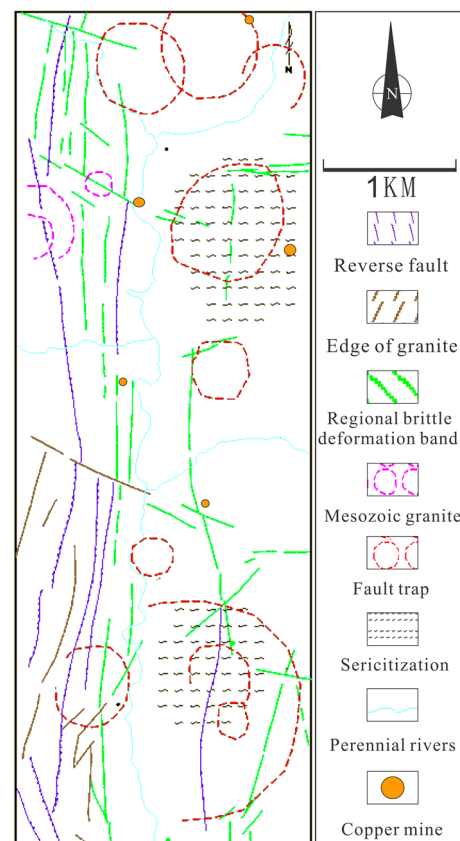 N
N
1KM
Reverse fault
Edge of granite
Regional brittle
deformation band
Mesozoic granite
Fault trap
Sericitization
Perennial rivers
Copper mine